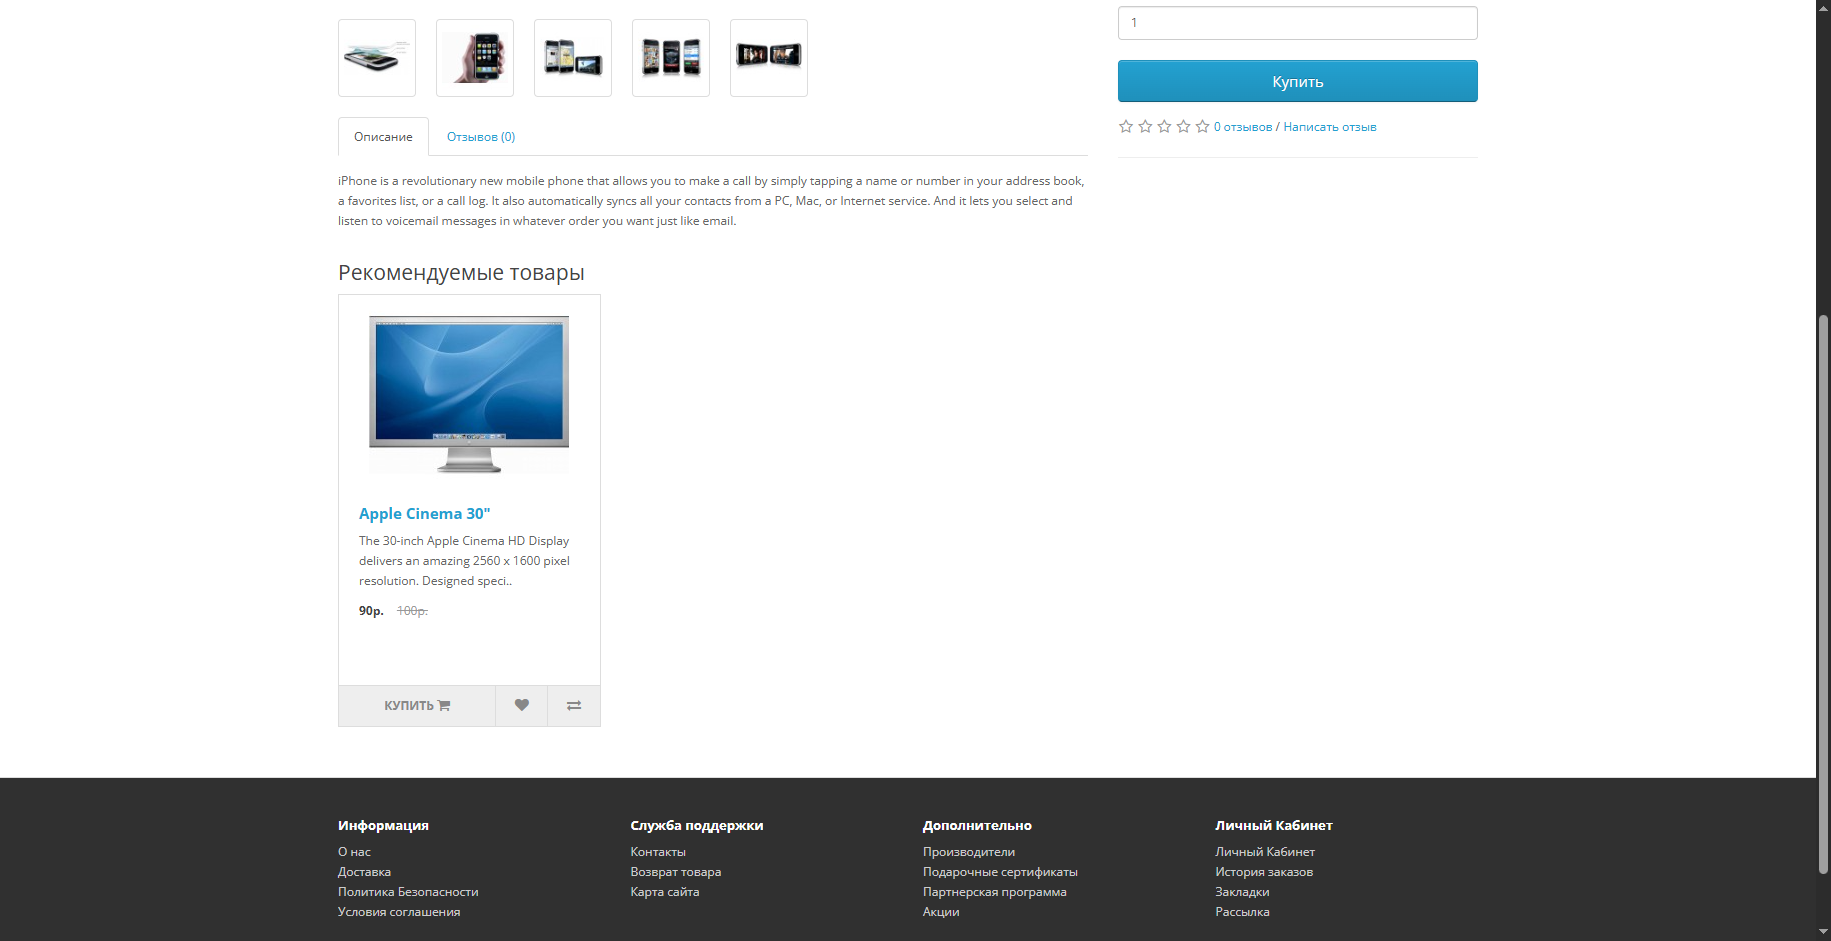 1
Купить
0 отзывов / Написать отзыв
Описание
Отзывов (0)
iPhone is a revolutionary new mobile phone that allows you to make a call by simply tapping a name or number in your address book,
a favorites list, or a call log. It also automatically syncs all your contacts from a PC, Mac, or Internet service. And it lets you select and
listen to voicemail messages in whatever order you want just like email.
Рекомендуемые товары
Apple Cinema 30"
The 30-inch Apple Cinema HD Display
delivers an amazing 2560 x 1600 pixel
resolution. Designed speci..
90р. 100р.
КУПИТЬ
Информация
О нас
Доставка
Политика Безопасности
Условия соглашения
Служба поддержки
Контакты
Возврат товара
Карта сайта
Дополнительно
Производители
Подарочные сертификаты
Партнерская программа
Акции
Личный Кабинет
Личный Кабинет
История заказов
Закладки
Рассылка